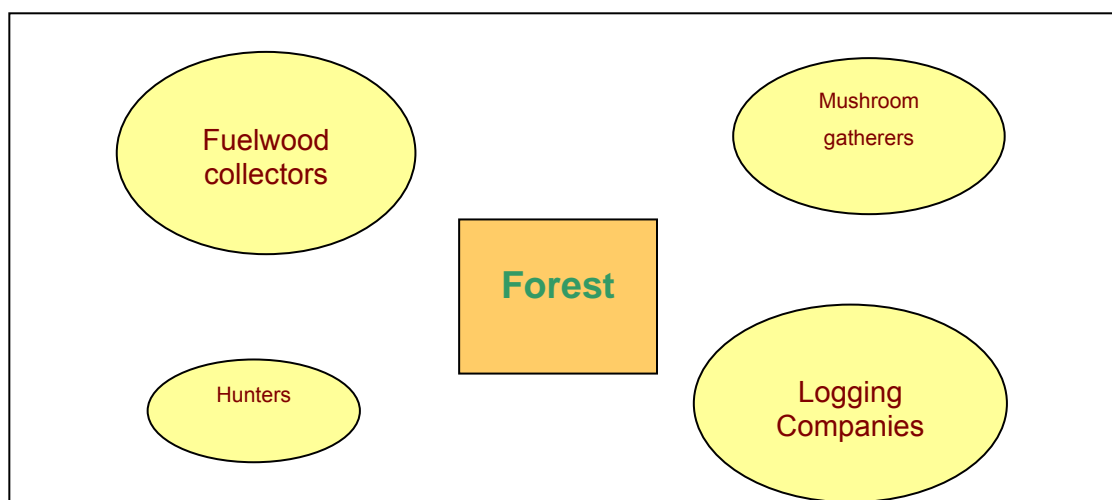 Fuelwood
collectors
Mushroom
gatherers
Forest
Hunters
Logging
Companies